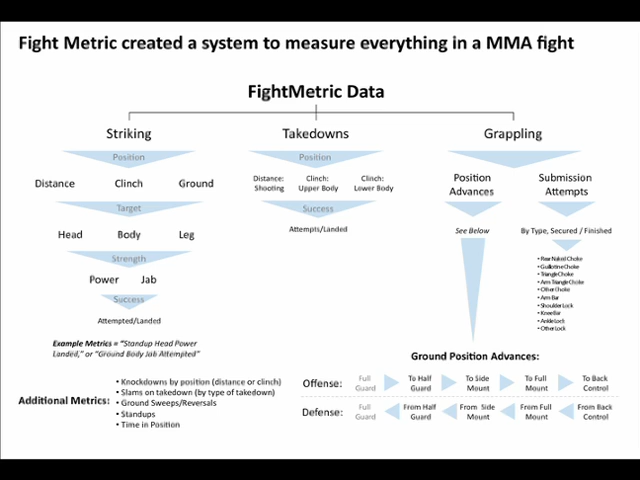 Fight Metric created a system to measure everything in a MMA fight
FightMetric Data
Striking Takedowns Grappling
Position Position
Distance Clinch Ground
Distance: Shooting
Clinch: Upper Body
Clinch: Lower Body
Position Advances
Submission Attempts
Target Success
Head Body Leg
Attempts/Landed
See Below
By Type, Secured / Finished
Strength
Power Jab
Success
Attempted/Landed
• Rear Naked Choke
• Guillotine Choke
• Triangle Choke
• Arm Triangle Choke
• Other Choke
• Arm Bar
• Shoulder Lock
• Knee Bar
• Ankle Lock
• Other Lock
Example Metrics = "Standup Head Power
Landed," or "Ground Body Jab Attempted"
Ground Position Advances:
Offense: Full Guard To Half Guard To Side Mount To Full Mount To Back Control
Defense: Full Guard From Half Guard From Side Mount From Full Mount From Back Control
Additional Metrics:
• Knockdowns by position (distance or clinch)
• Slams on takedown (by type of takedown)
• Ground Sweeps/Reversals
• Standups
• Time in Position